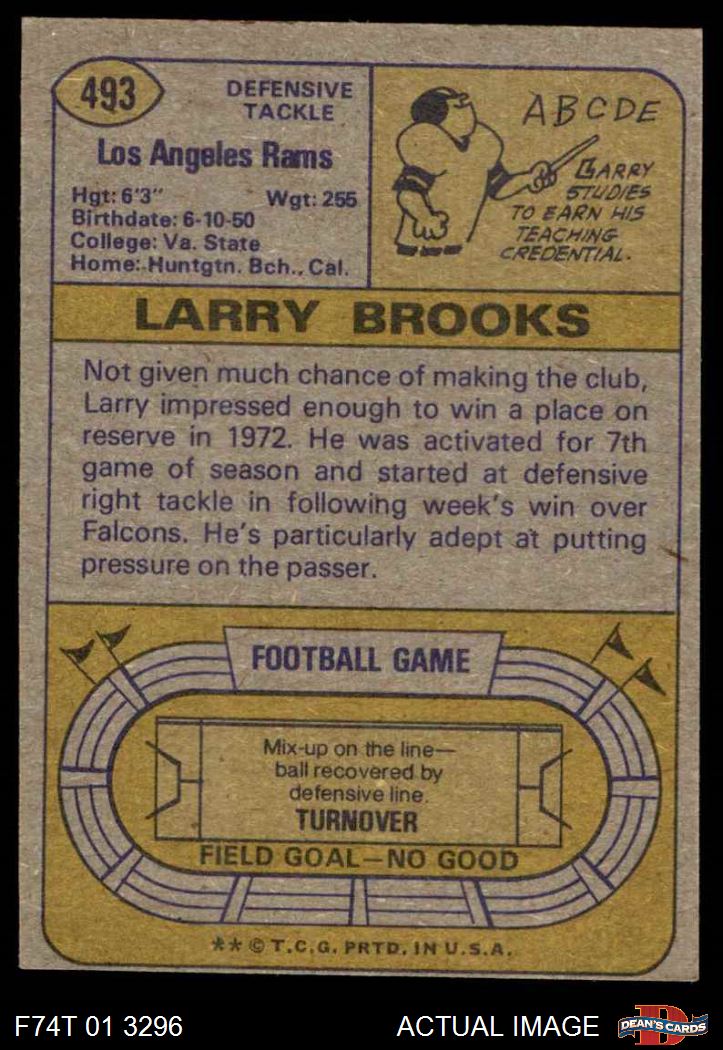 493
DEFENSIVE
TACKLE
Los Angeles Rams
Hgt: 6'3" Wgt: 255
Birthdate: 6-10-50
College: Va. State
Home: Huntgtn. Bch., Cal.
ABCDE
LARRY
STUDIES
TO EARN HIS
TEACHING
CREDENTIAL.
LARRY BROOKS
Not given much chance of making the club,
Larry impressed enough to win a place on
reserve in 1972. He was activated for 7th
game of season and started at defensive
right tackle in following week's win over
Falcons. He's particularly adept at putting
pressure on the passer.
FOOTBALL GAME
Mix-up on the line—
ball recovered by
defensive line.
TURNOVER
FIELD GOAL—NO GOOD
** © T.C.G. PRTD. IN U.S.A.
F74T 01 3296 ACTUAL IMAGE
D
DEAN'S CARDS